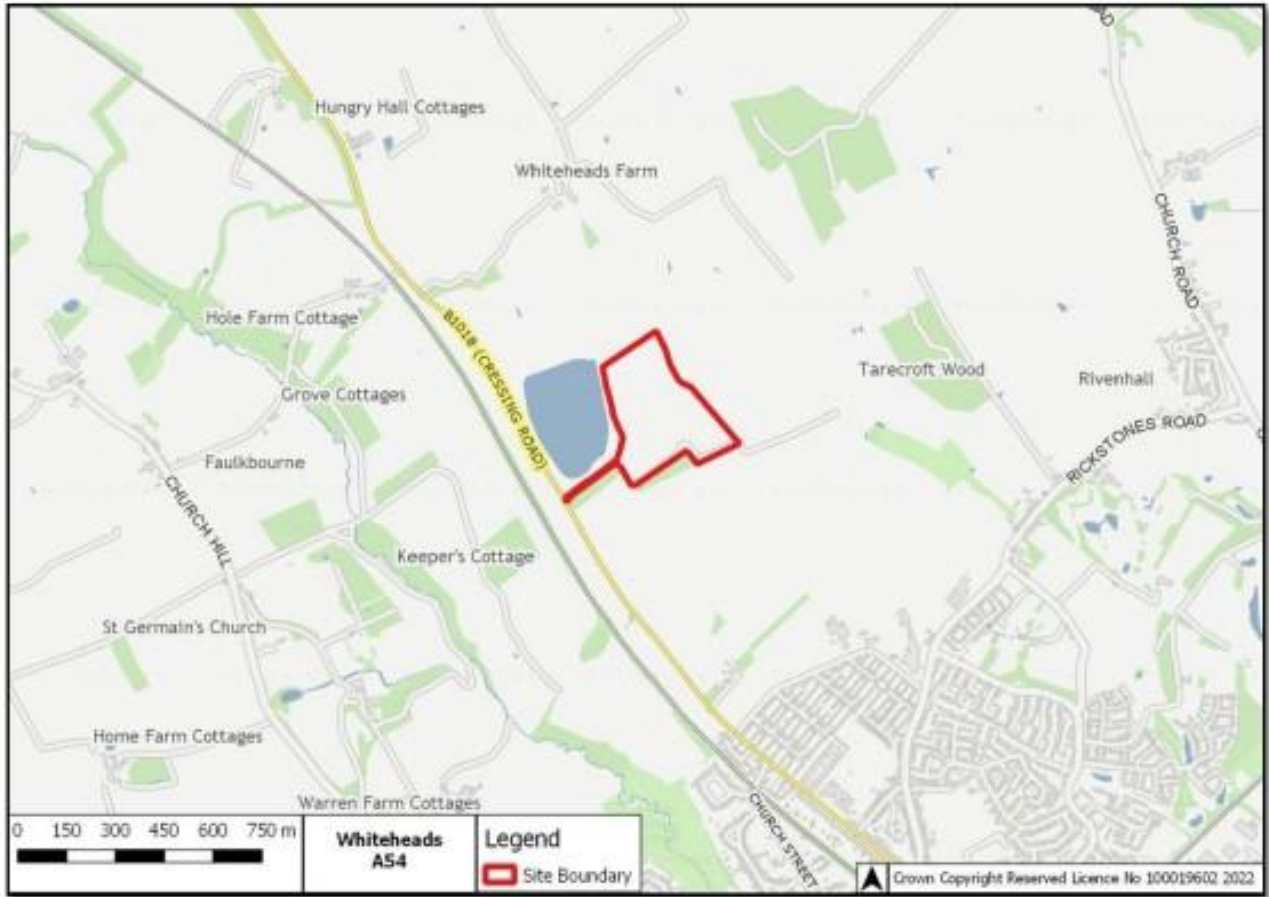 Hungry Hall Cottages
Whiteheads Farm
CHURCH ROAD
Hole Farm Cottage
B1018 (CRESSING ROAD)
Tarecroft Wood
Rivenhall
Grove Cottages
RICKSTONES ROAD
Faulkbourne
CHURCH HILL
Keeper's Cottage
St Germain's Church
Home Farm Cottages
Warren Farm Cottages
CHURCH STREET
0 150 300 450 600 750 m
Whiteheads
A54
Legend
Site Boundary
Crown Copyright Reserved Licence No 100019602 2022